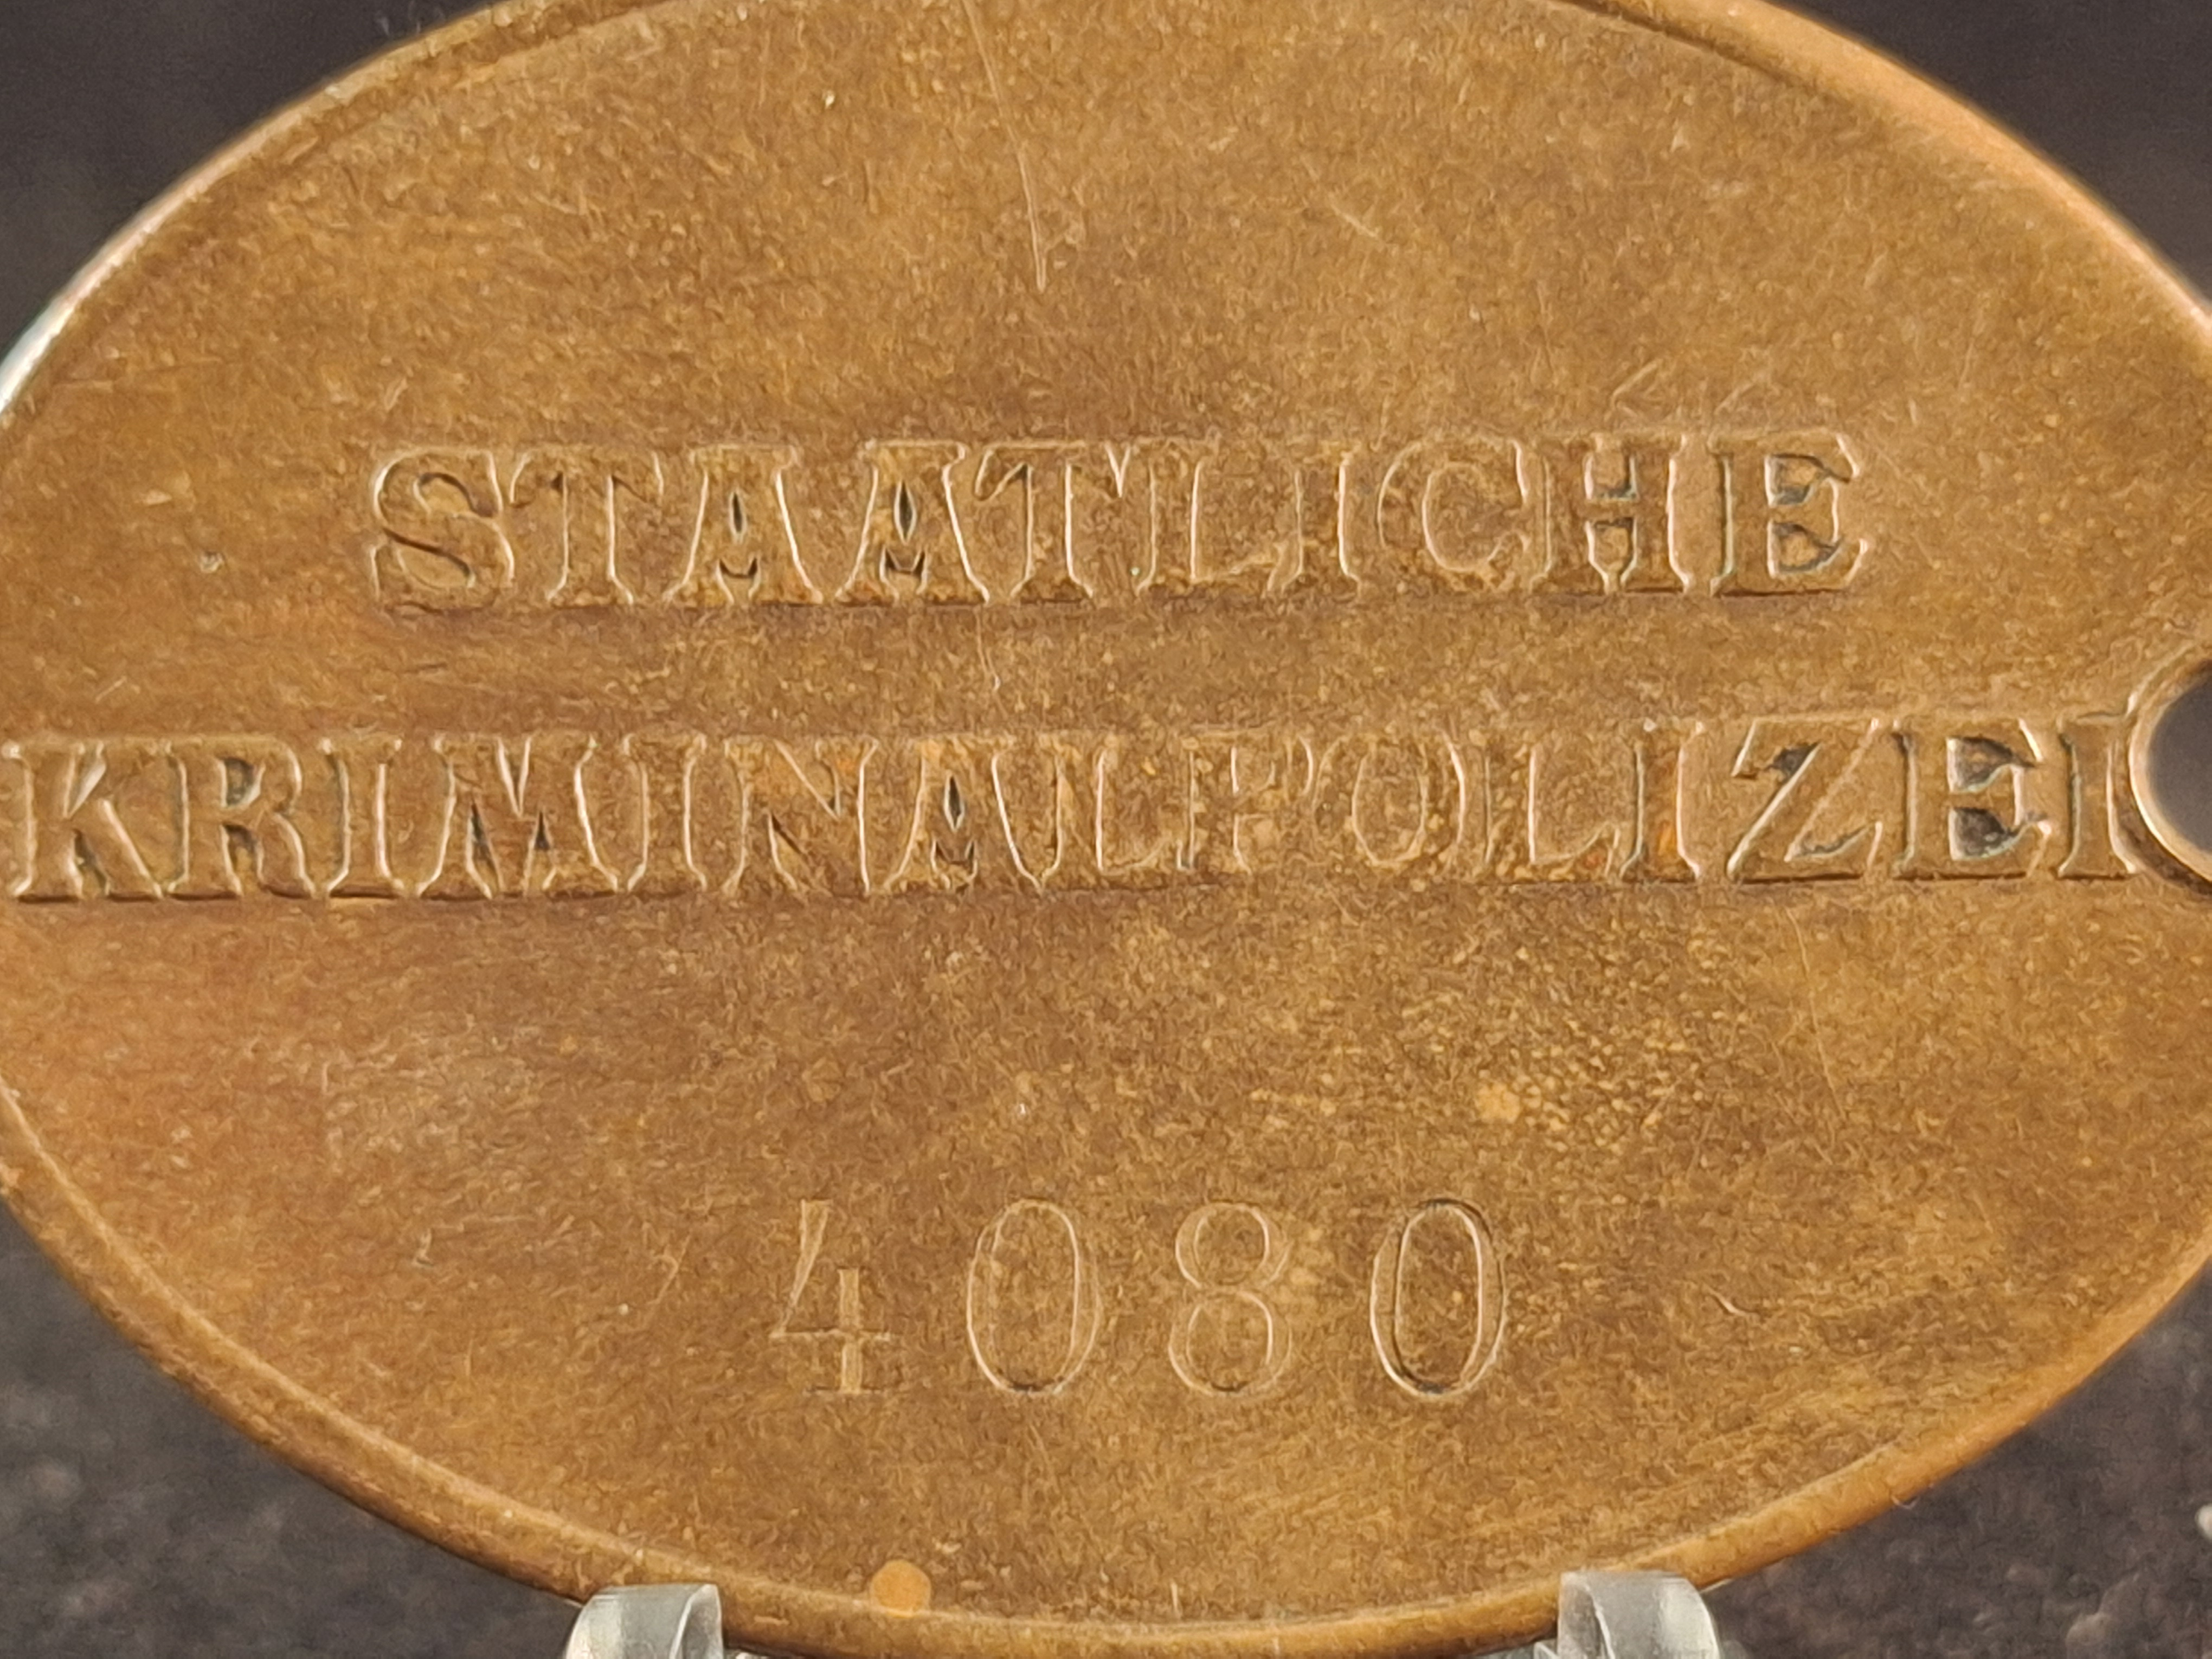 STAATLICHE
KRIMINALPOLIZEI
4080